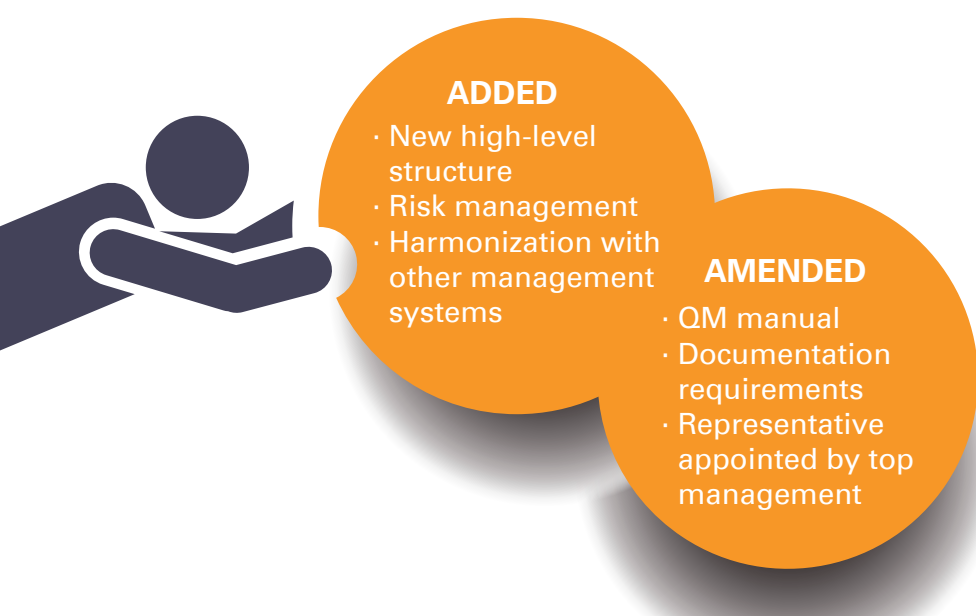 ADDED
· New high-level
structure
· Risk management
· Harmonization with
other management
systems
AMENDED
· QM manual
· Documentation
requirements
· Representative
appointed by top
management